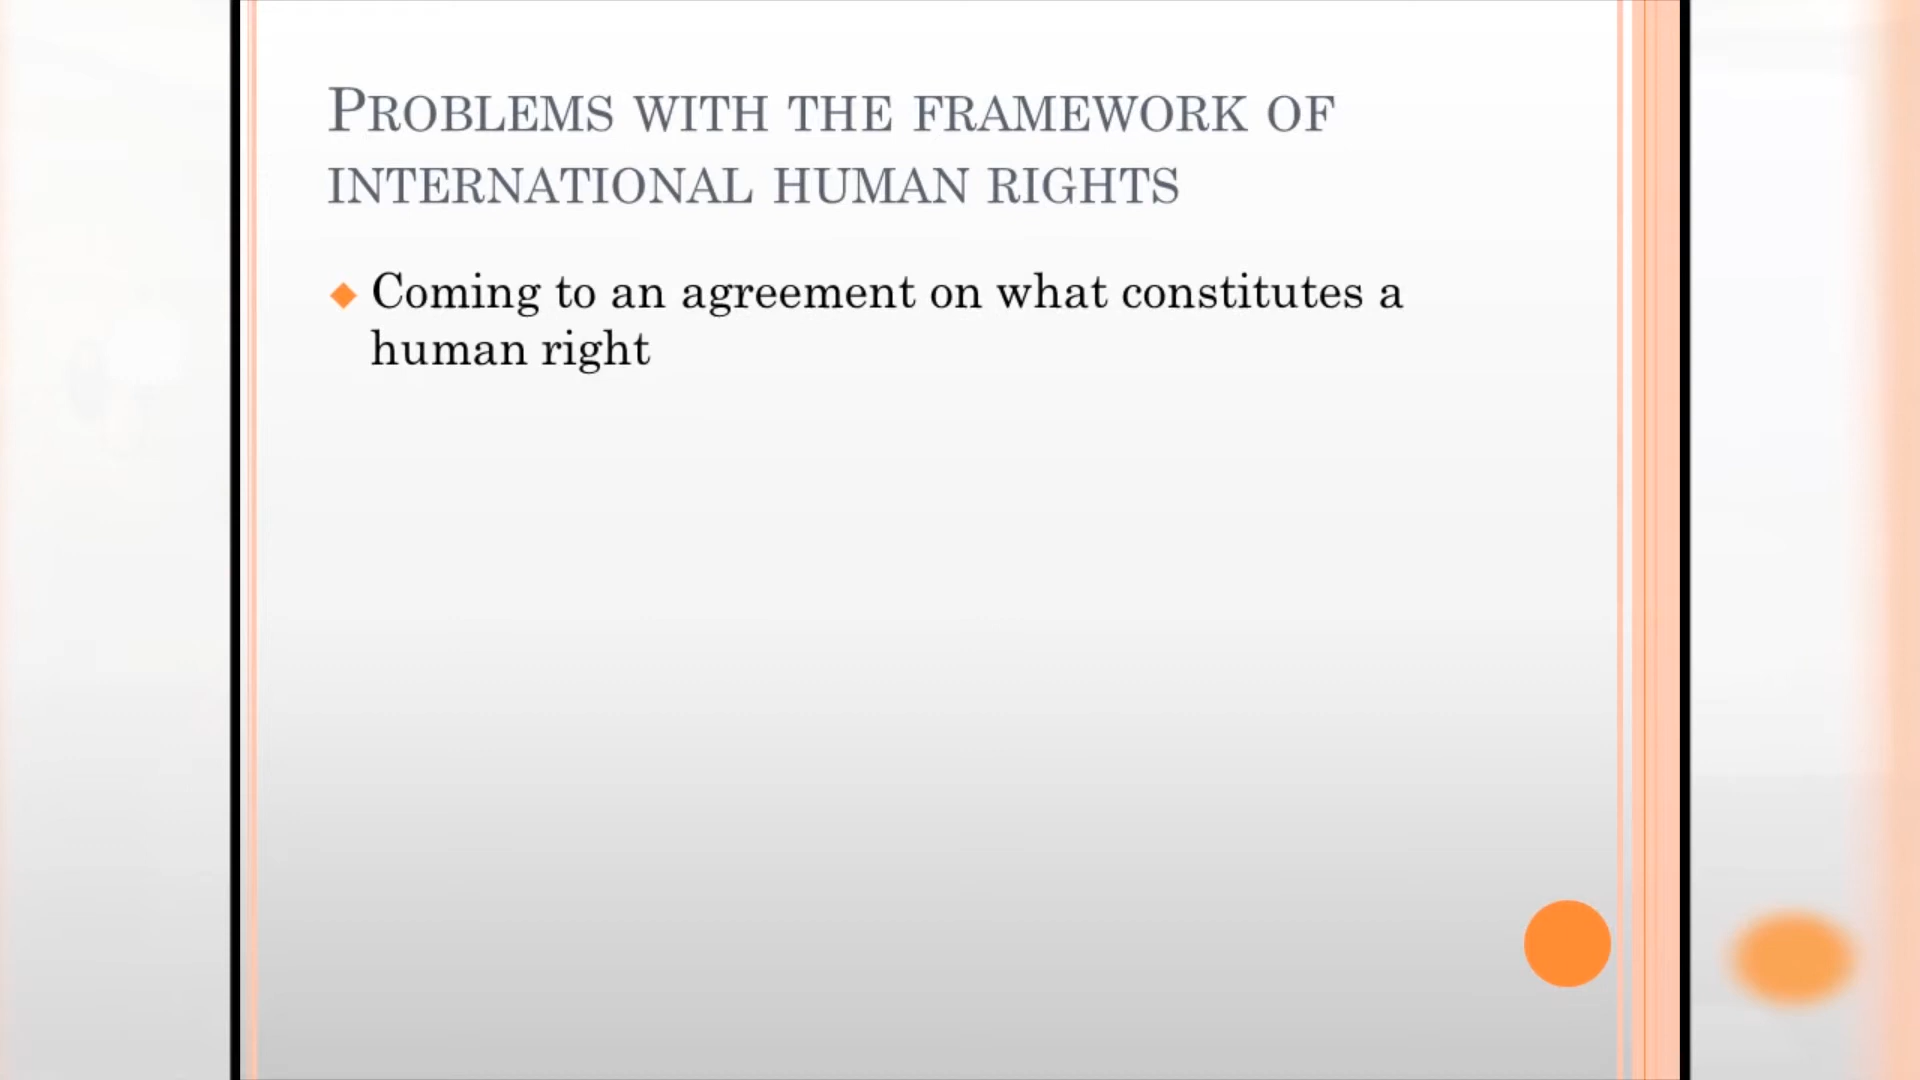 Problems with the framework of
international human rights
Coming to an agreement on what constitutes a
human right